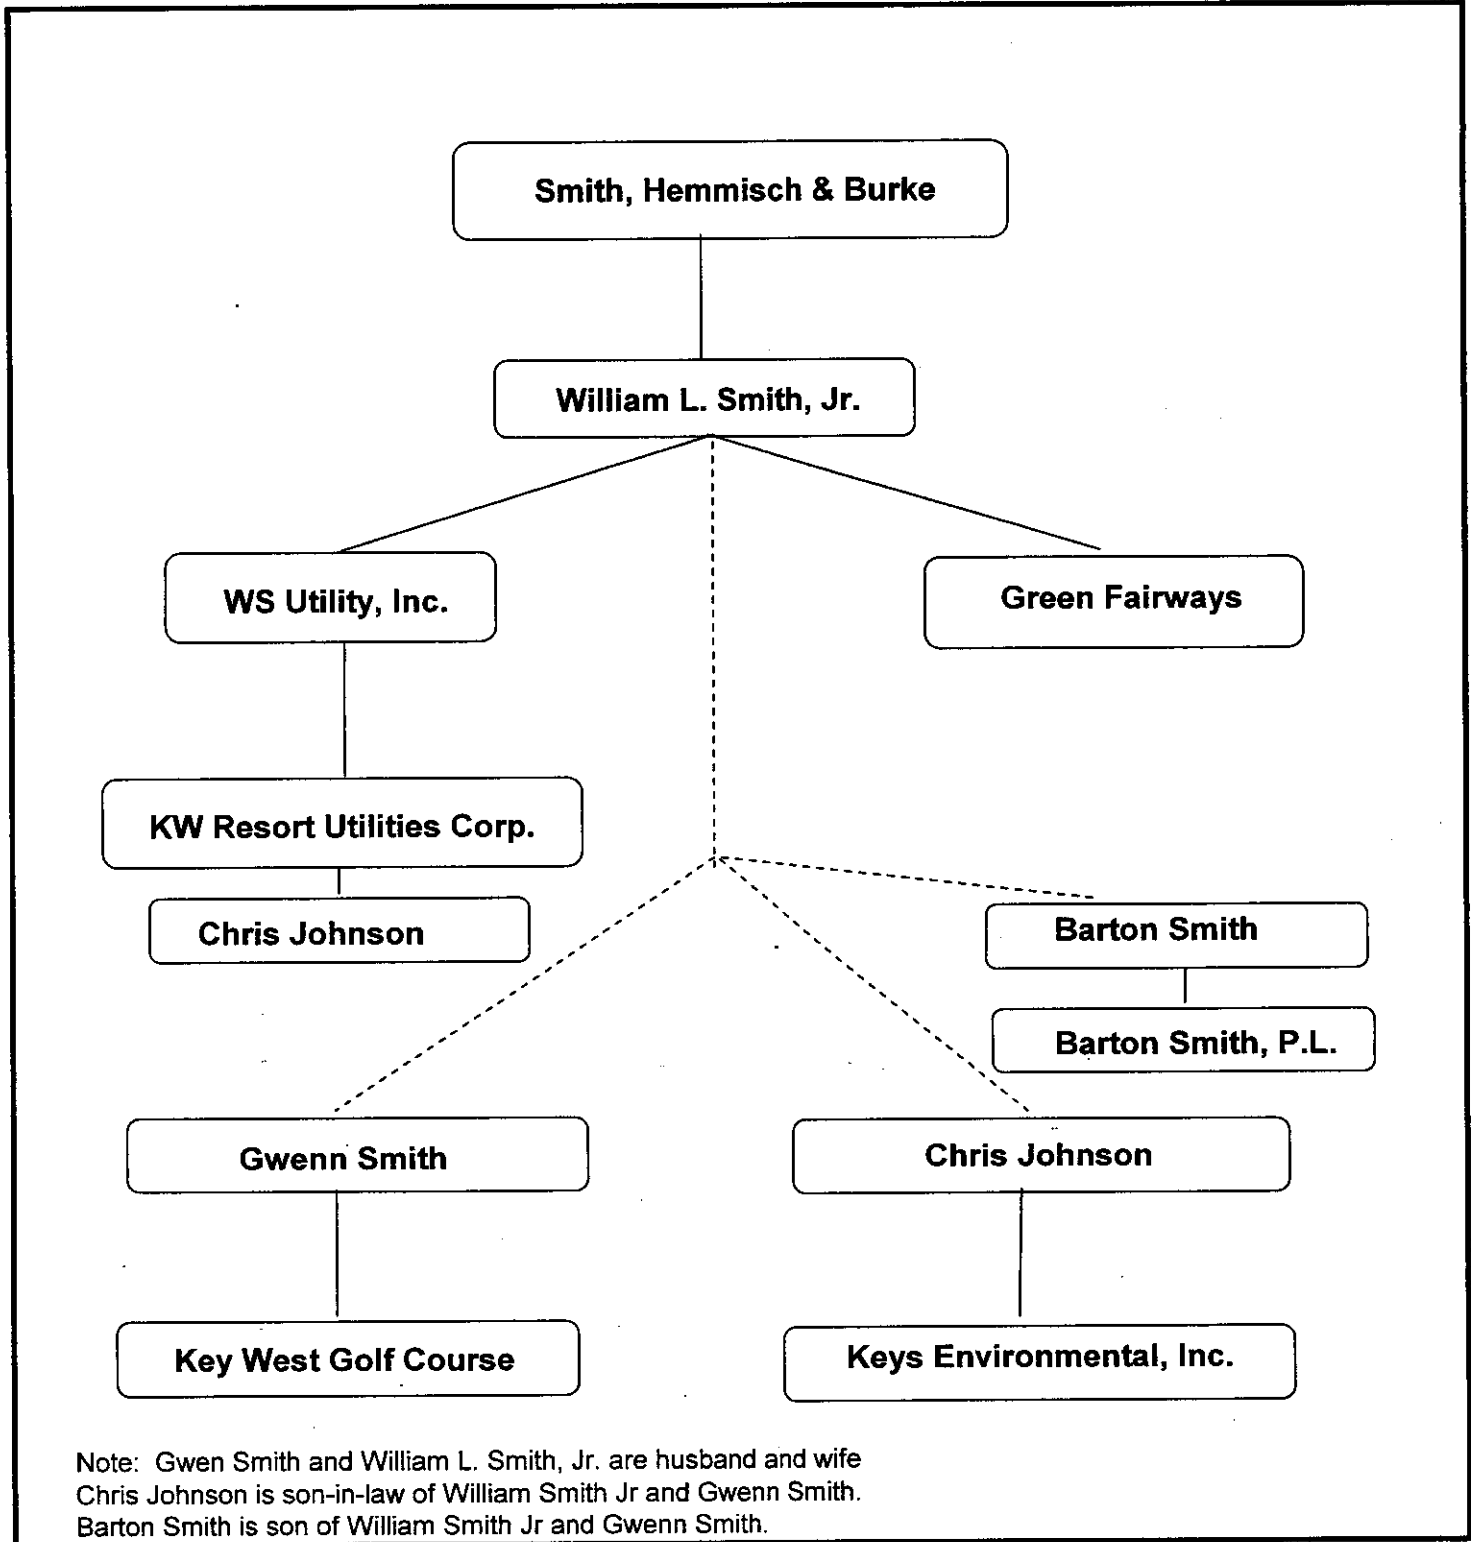 Smith, Hemmisch & Burke
William L. Smith, Jr.
WS Utility, Inc.
Green Fairways
KW Resort Utilities Corp.
Chris Johnson
Barton Smith
Barton Smith, P.L.
Gwenn Smith
Chris Johnson
Key West Golf Course
Keys Environmental, Inc.
Note: Gwen Smith and William L. Smith, Jr. are husband and wife
Chris Johnson is son-in-law of William Smith Jr and Gwenn Smith.
Barton Smith is son of William Smith Jr and Gwenn Smith.